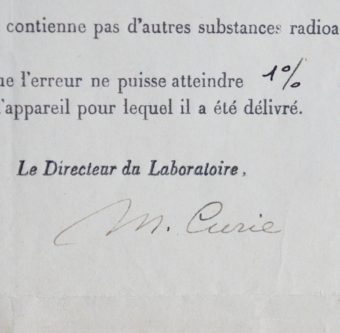 contienne pas d'autres substances radioa
e l'erreur ne puisse atteindre 1%
'appareil pour lequel il a été délivré.
Le Directeur du Laboratoire,
M. Curie